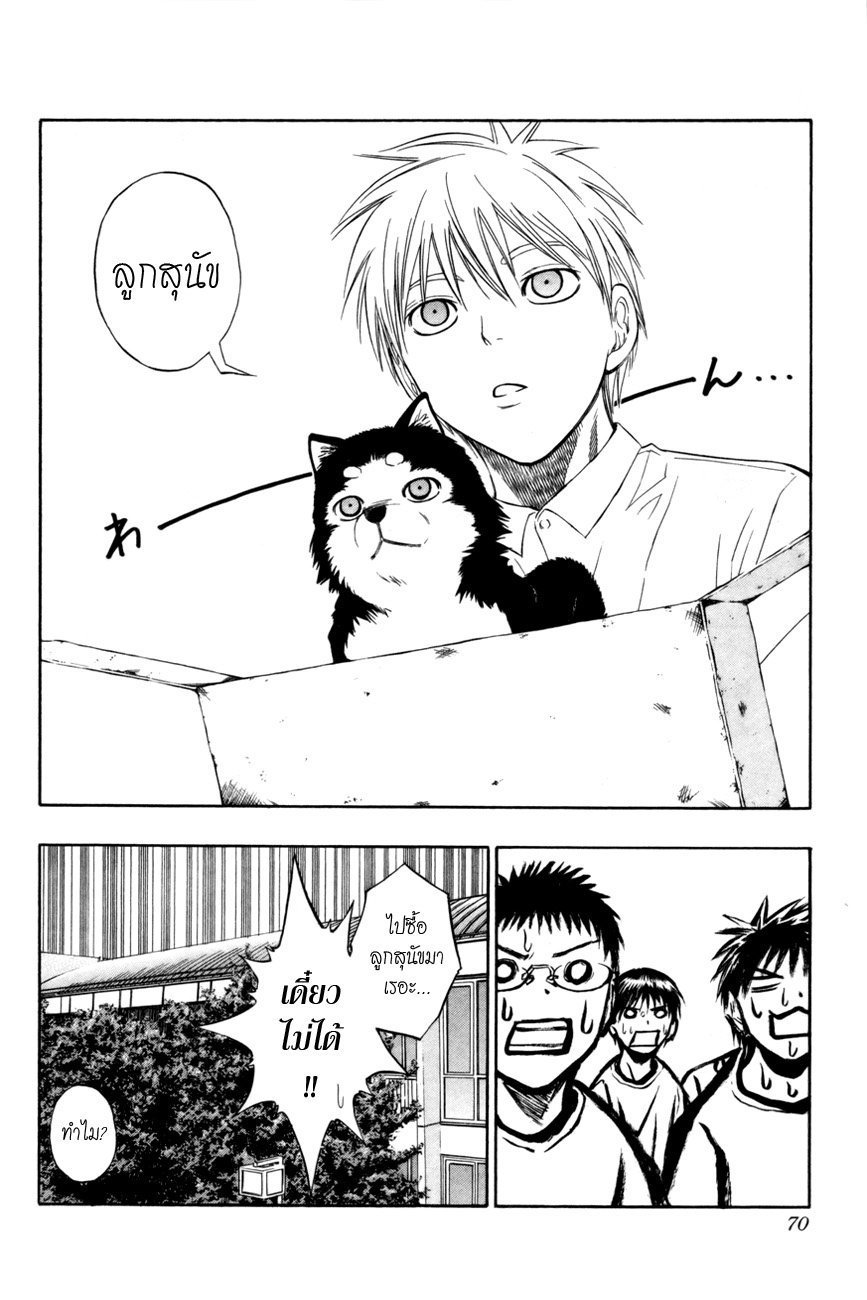 ลูกสุนัข
わ
ん...
ไปซื้อ
ลูกสุนัขมา
เรอะ...
เดี๋ยว
ไม่ได้
!!
ทำไม?
70